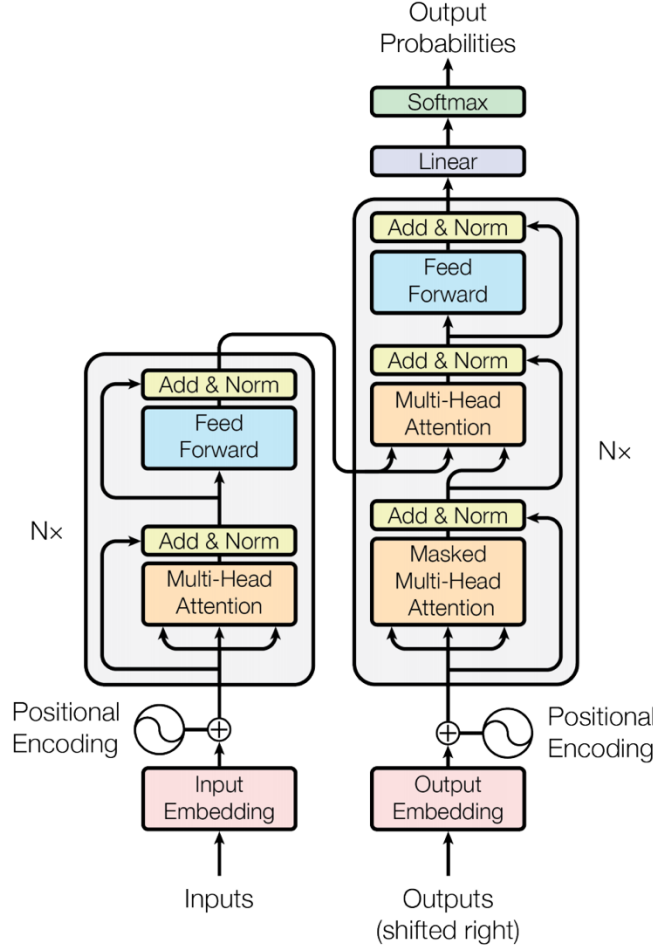 Output
Probabilities
Softmax
Linear
Add & Norm
Feed
Forward
Add & Norm
Multi-Head
Attention
Add & Norm
Masked
Multi-Head
Attention
N×
Add & Norm
Feed
Forward
Add & Norm
Multi-Head
Attention
N×
Positional
Encoding
Positional
Encoding
Input
Embedding
Output
Embedding
Inputs
Outputs
(shifted right)